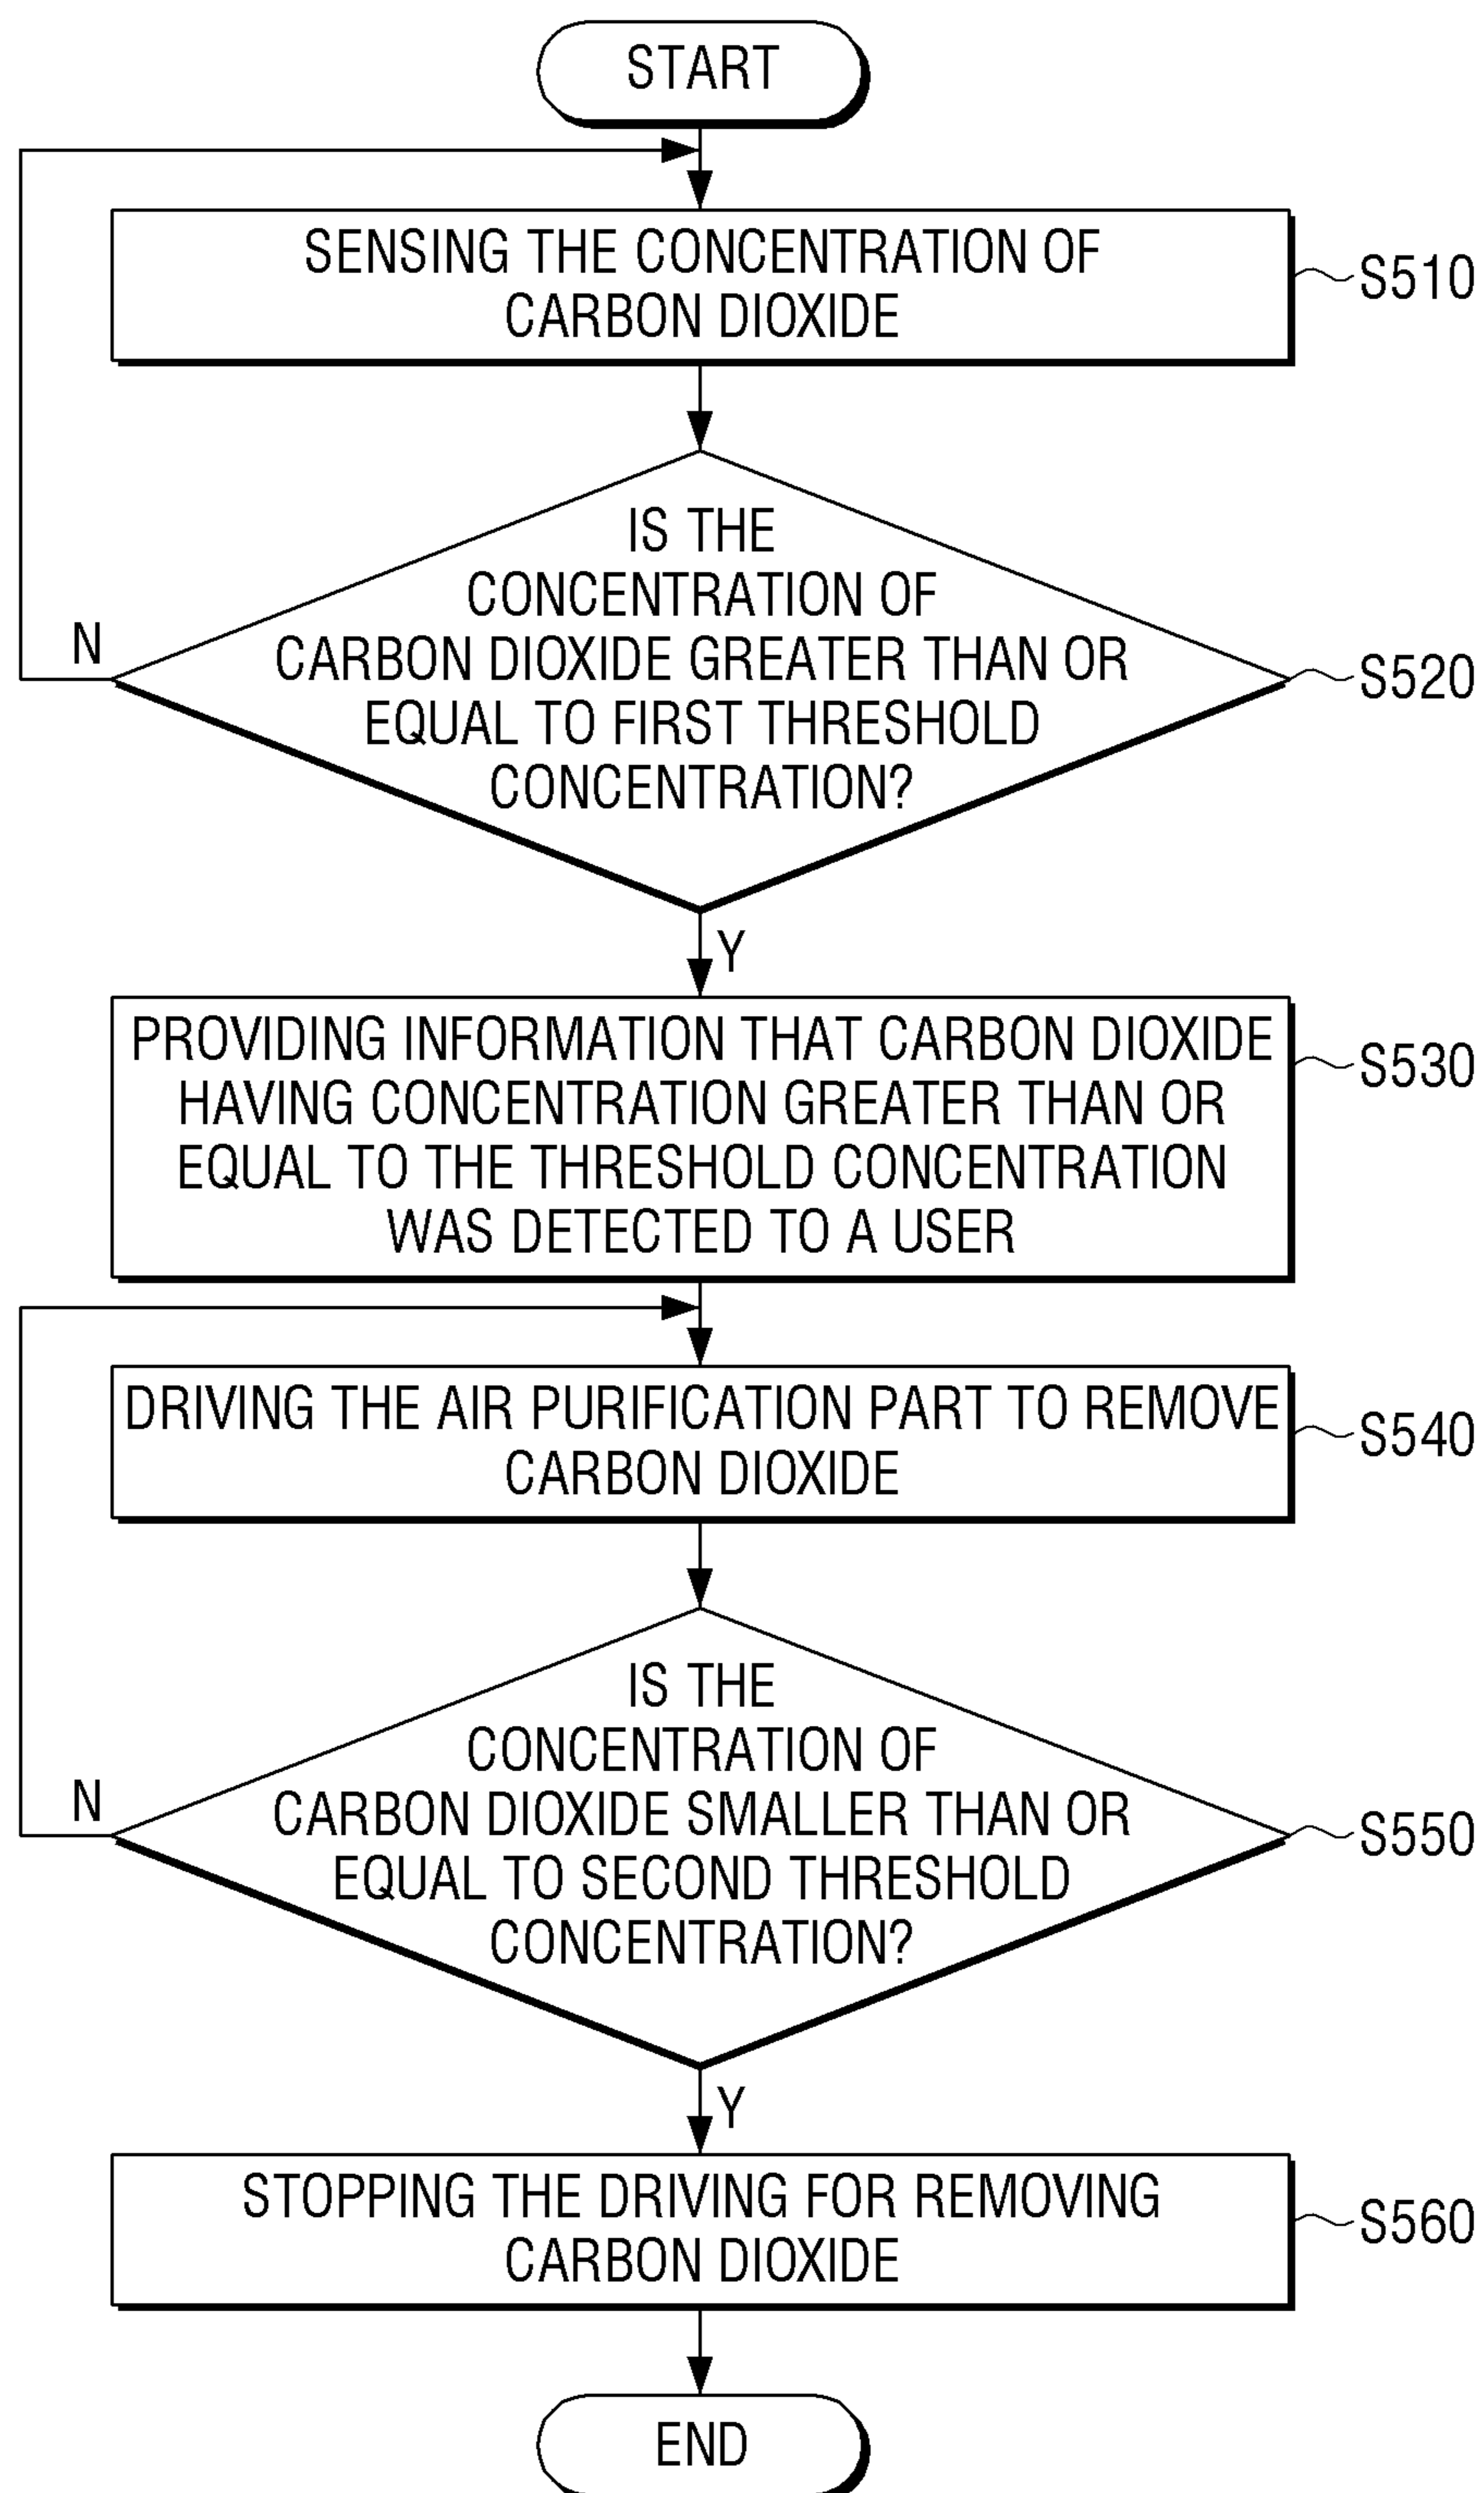 START
SENSING THE CONCENTRATION OF
CARBON DIOXIDE
S510
IS THE
CONCENTRATION OF
CARBON DIOXIDE GREATER THAN OR
EQUAL TO FIRST THRESHOLD
CONCENTRATION?
N
S520
Y
PROVIDING INFORMATION THAT CARBON DIOXIDE
HAVING CONCENTRATION GREATER THAN OR
EQUAL TO THE THRESHOLD CONCENTRATION
WAS DETECTED TO A USER
S530
DRIVING THE AIR PURIFICATION PART TO REMOVE
CARBON DIOXIDE
S540
IS THE
CONCENTRATION OF
CARBON DIOXIDE SMALLER THAN OR
EQUAL TO SECOND THRESHOLD
CONCENTRATION?
N
S550
Y
STOPPING THE DRIVING FOR REMOVING
CARBON DIOXIDE
S560
END